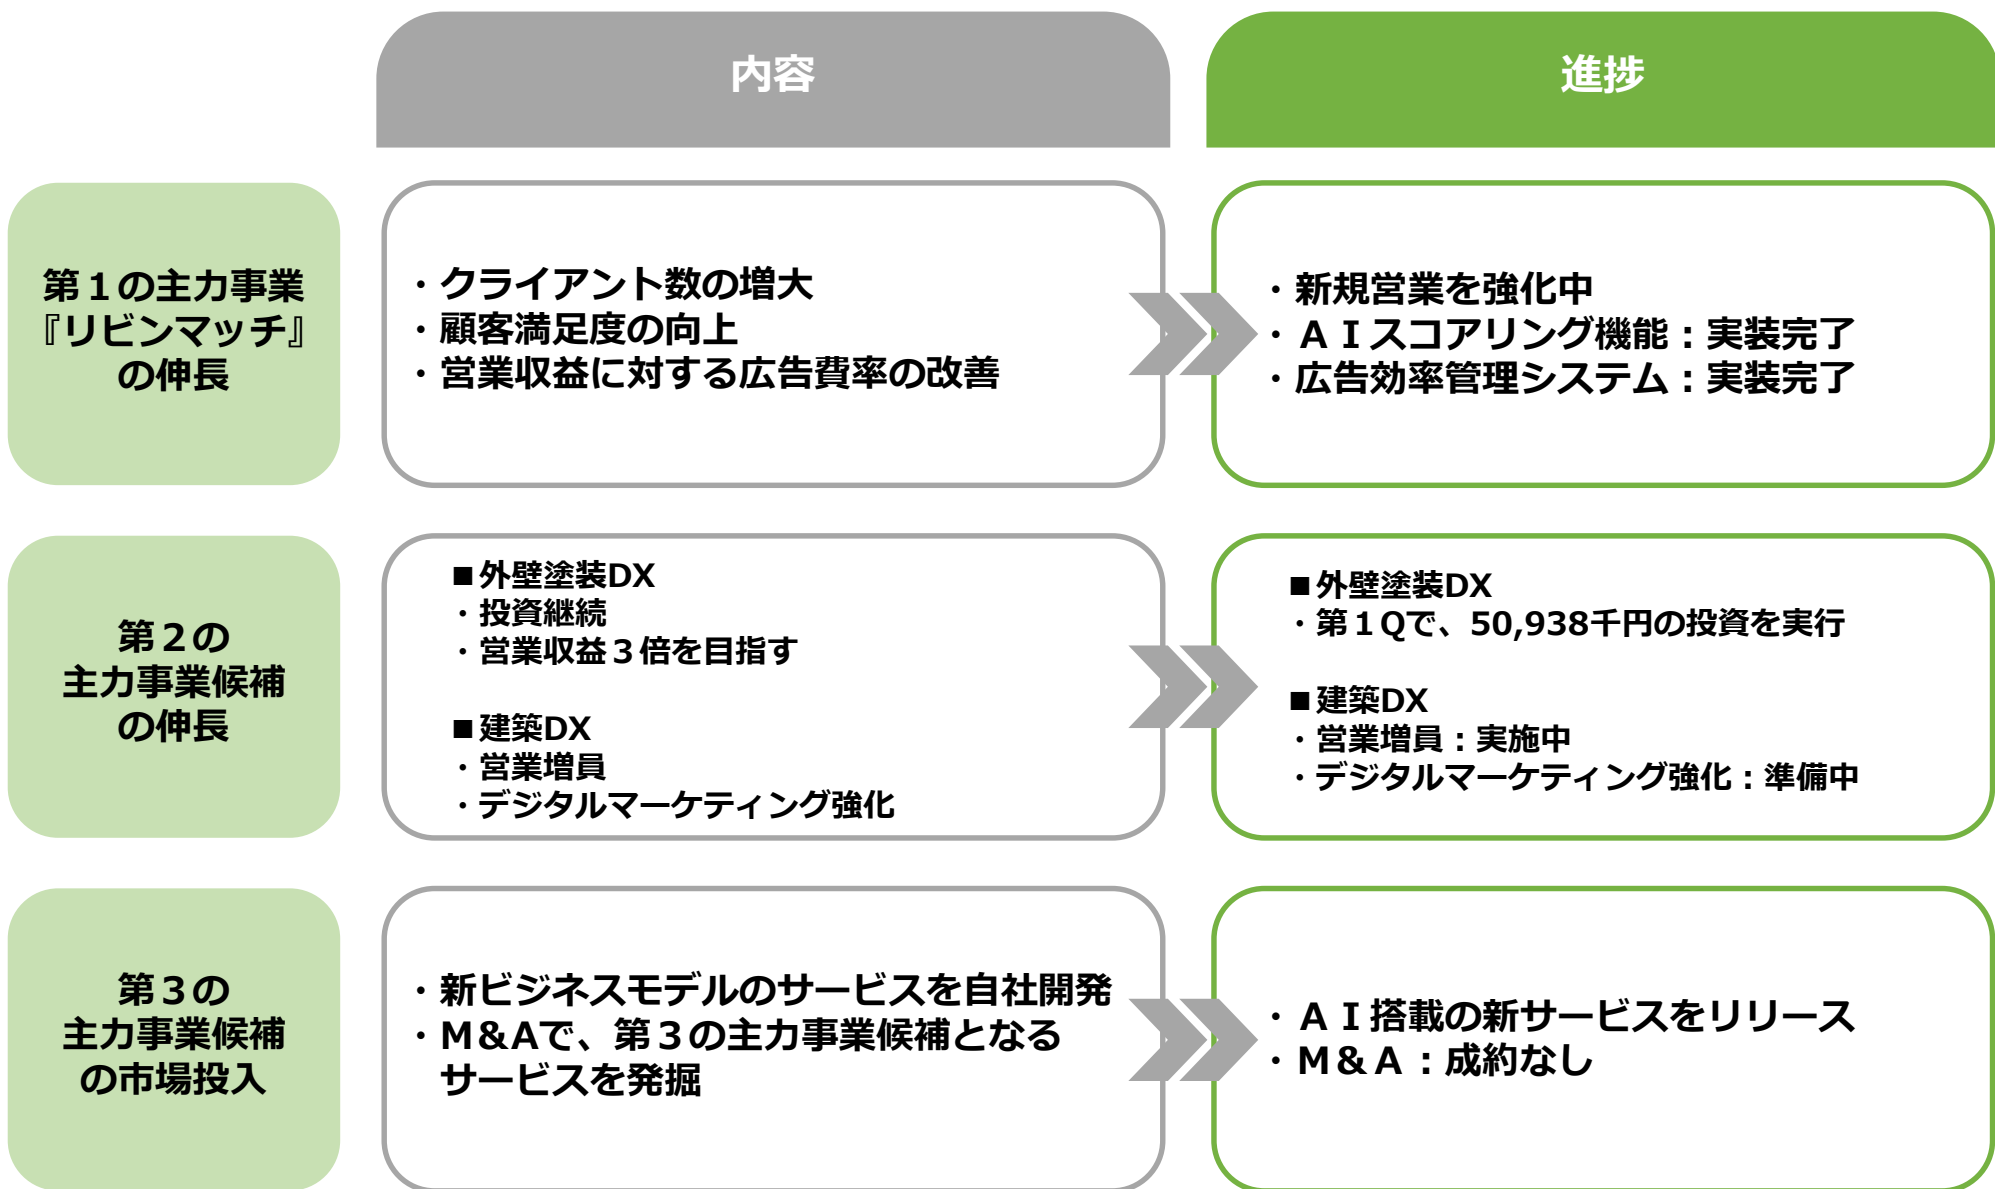 内容
進捗
第１の主力事業
『リビンマッチ』
の伸長
・クライアント数の増大
・顧客満足度の向上
・営業収益に対する広告費率の改善
・新規営業を強化中
・ＡＩスコアリング機能：実装完了
・広告効率管理システム：実装完了
第２の
主力事業候補
の伸長
■外壁塗装DX
・投資継続
・営業収益３倍を目指す
■建築DX
・営業増員
・デジタルマーケティング強化
■外壁塗装DX
・第１Qで、50,938千円の投資を実行
■建築DX
・営業増員：実施中
・デジタルマーケティング強化：準備中
第３の
主力事業候補
の市場投入
・新ビジネスモデルのサービスを自社開発
・M&Aで、第３の主力事業候補となる
サービスを発掘
・ＡＩ搭載の新サービスをリリース
・Ｍ＆Ａ：成約なし